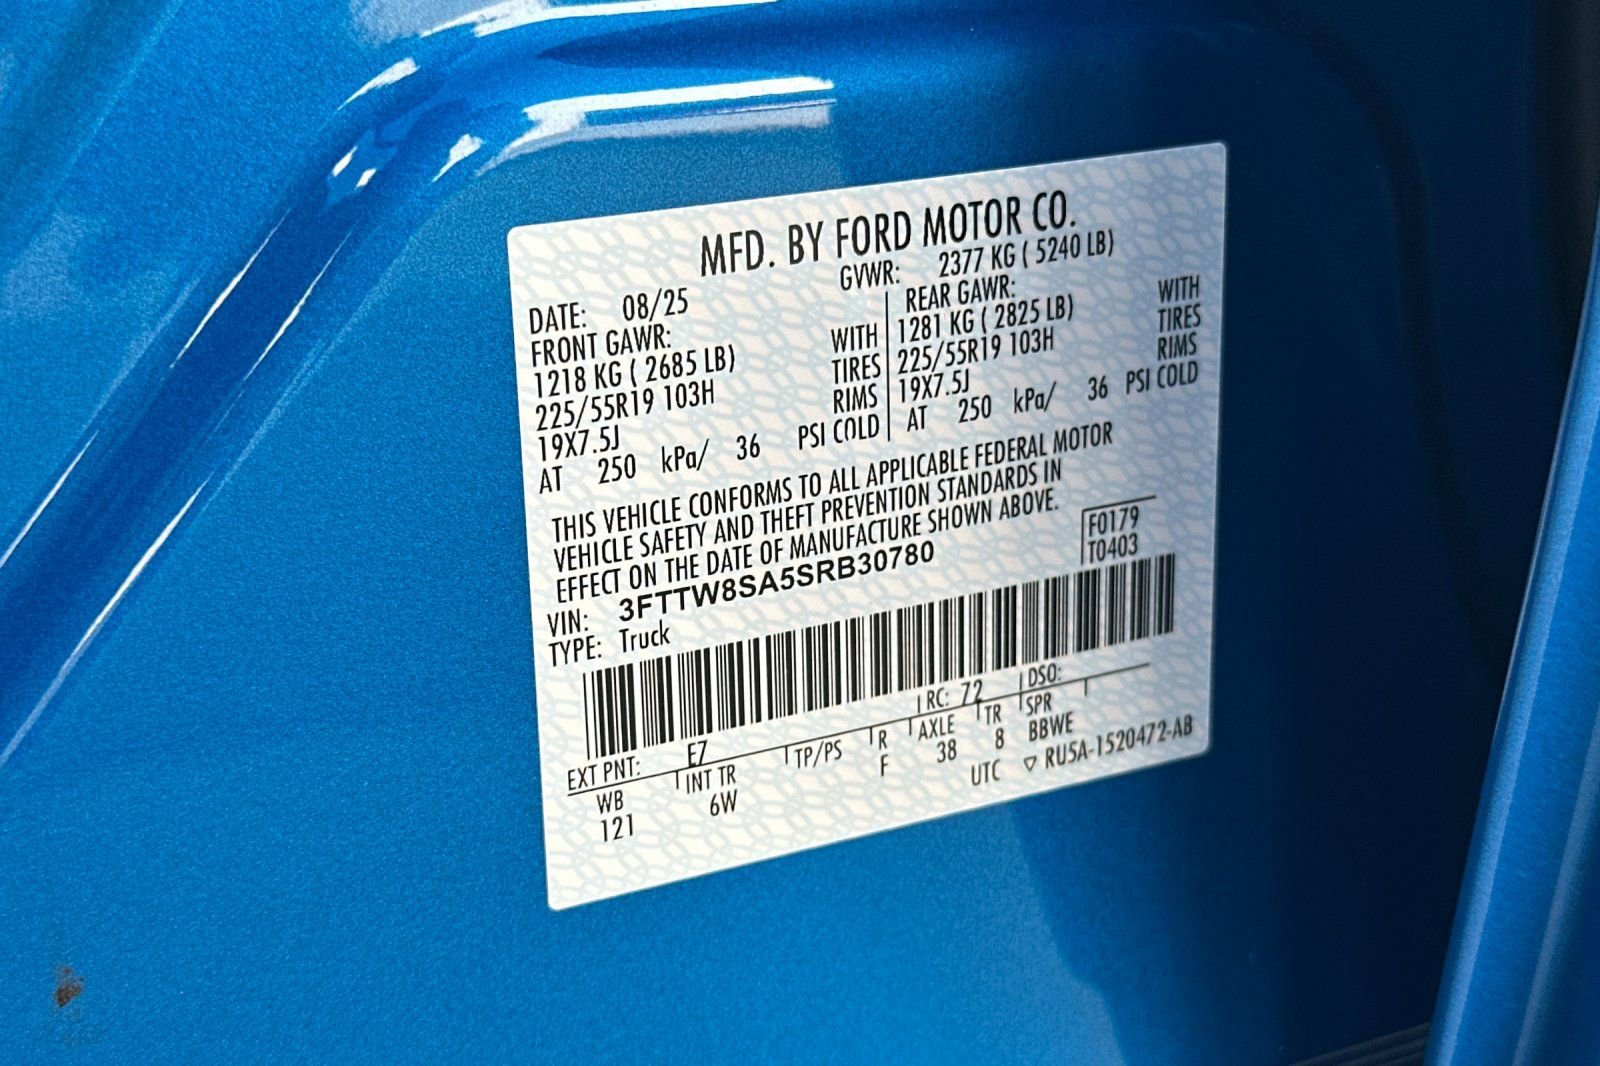 MFD. BY FORD MOTOR CO.
DATE: 08/25 GVWR: 2377 KG ( 5240 LB)
FRONT GAWR: REAR GAWR:
1218 KG ( 2685 LB) WITH 1281 KG ( 2825 LB) WITH
225/55R19 103H TIRES 225/55R19 103H TIRES
19X7.5J RIMS 19X7.5J RIMS
AT 250 kPa/ 36 PSI COLD AT 250 kPa/ 36 PSI COLD
THIS VEHICLE CONFORMS TO ALL APPLICABLE FEDERAL MOTOR
VEHICLE SAFETY AND THEFT PREVENTION STANDARDS IN
EFFECT ON THE DATE OF MANUFACTURE SHOWN ABOVE.
F0179
VIN: 3FTTW8SA5SRB30780 T0403
TYPE: Truck
EXT PNT: E7 RC: 72 DSO:
WB INT TR TP/PS R AXLE TR SPR
121 6W F 38 8 BBWE
UTC ▽ RU5A-1520472-AB